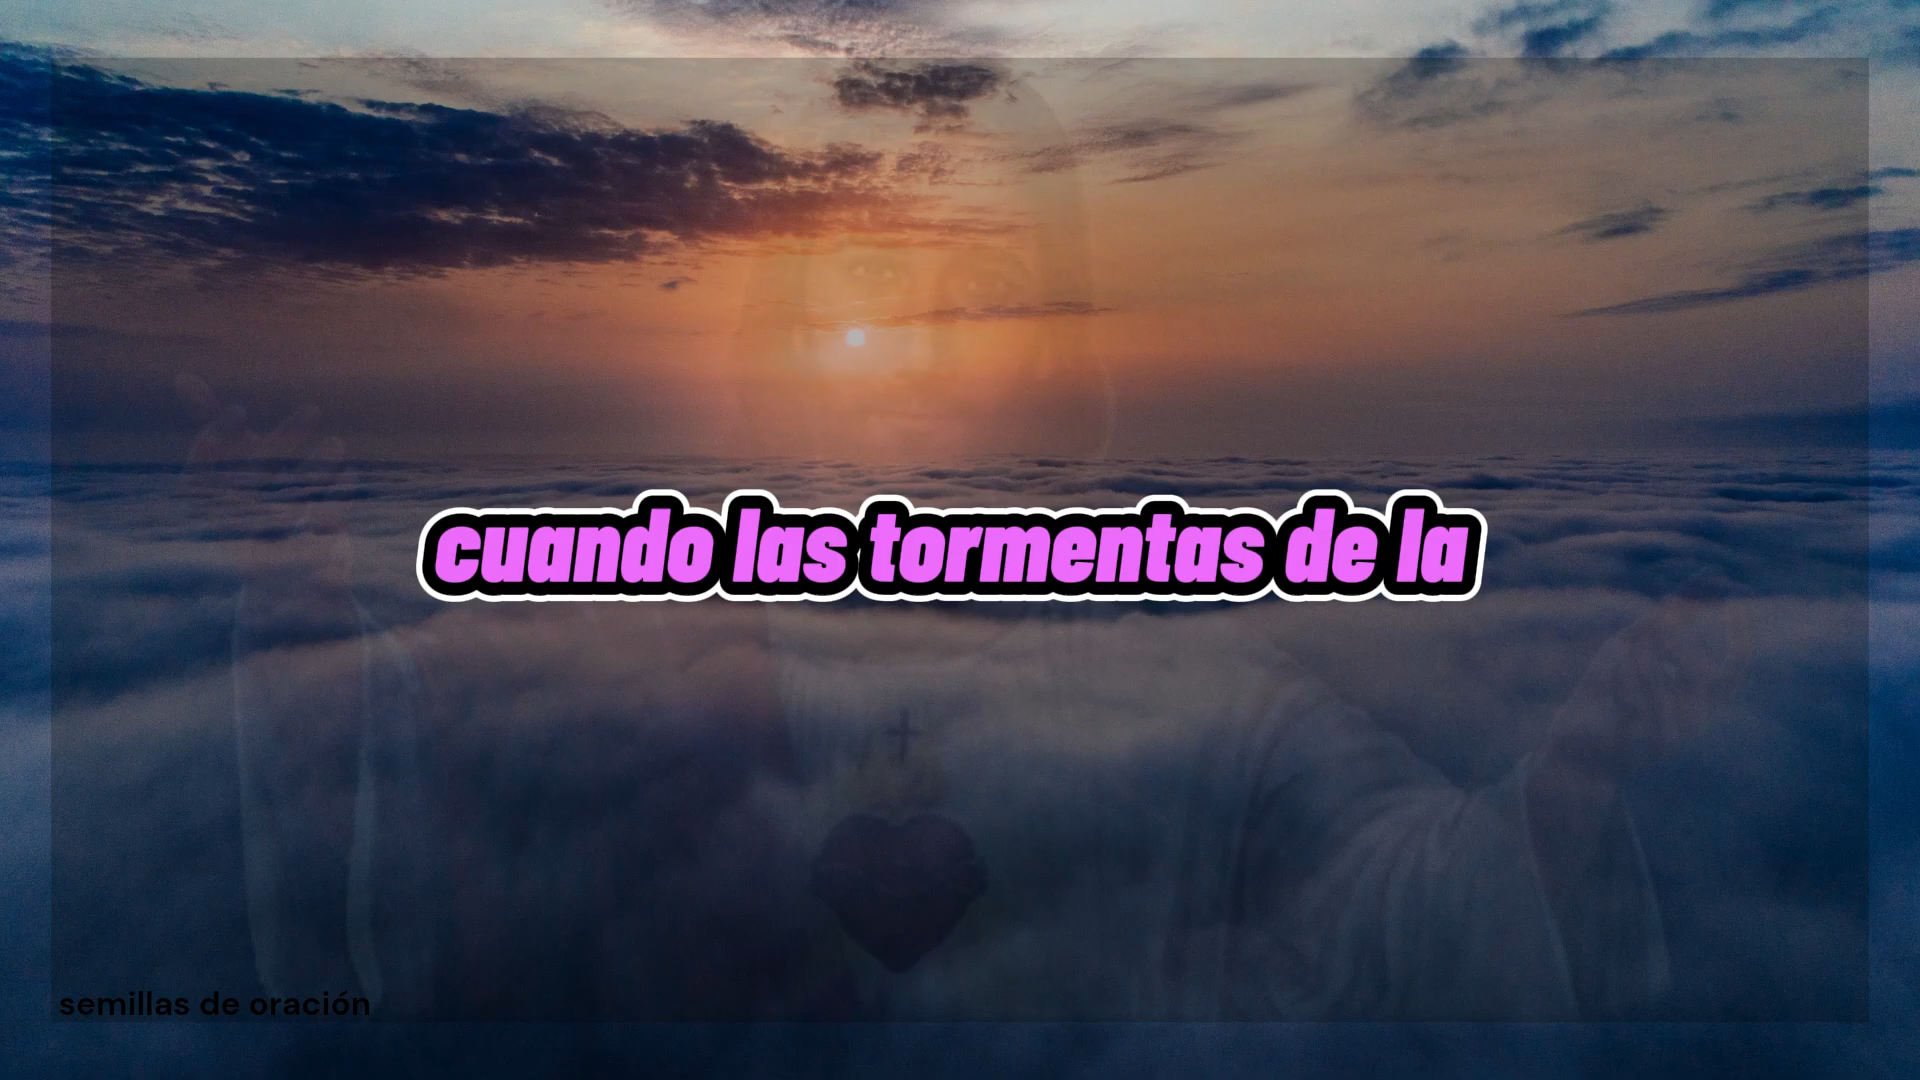 cuando las tormentas de la
semillas de oración